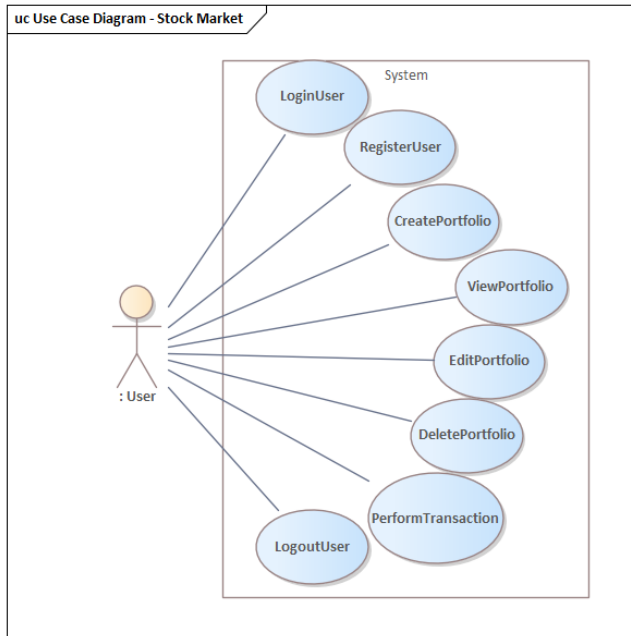 uc Use Case Diagram - Stock Market
System
LoginUser
RegisterUser
CreatePortfolio
ViewPortfolio
EditPortfolio
: User
DeletePortfolio
PerformTransaction
LogoutUser